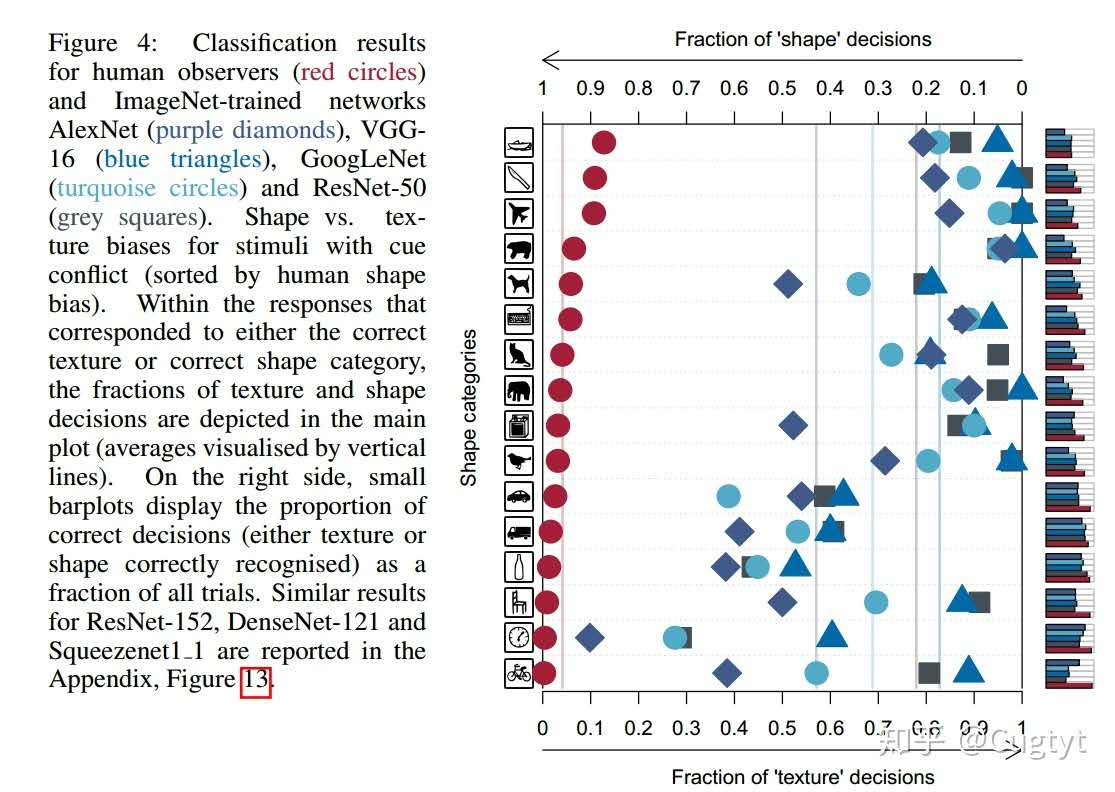 Figure 4: Classification results
for human observers (red circles)
and ImageNet-trained networks
AlexNet (purple diamonds), VGG-
16 (blue triangles), GoogLeNet
(turquoise circles) and ResNet-50
(grey squares). Shape vs. tex-
ture biases for stimuli with cue
conflict (sorted by human shape
bias). Within the responses that
corresponded to either the correct
texture or correct shape category,
the fractions of texture and shape
decisions are depicted in the main
plot (averages visualised by vertical
lines). On the right side, small
barplots display the proportion of
correct decisions (either texture or
shape correctly recognised) as a
fraction of all trials. Similar results
for ResNet-152, DenseNet-121 and
Squeezenet1_1 are reported in the
Appendix, Figure 13.
Fraction of 'shape' decisions
1 0.9 0.8 0.7 0.6 0.5 0.4 0.3 0.2 0.1 0
Shape categories
0 0.1 0.2 0.3 0.4 0.5 0.6 0.7 0.8 0.9 1
知乎 @Cugtyt
Fraction of 'texture' decisions